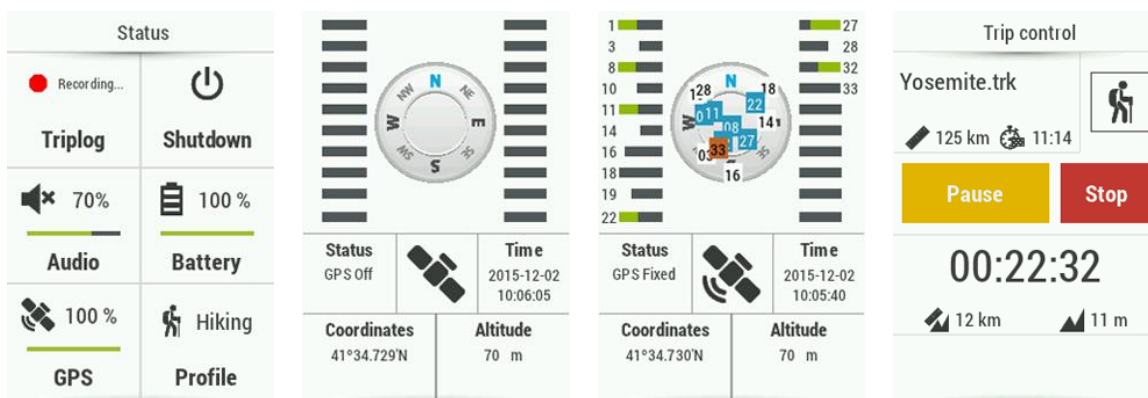 Status
Recording...
Triplog
Shutdown
70%
100 %
Audio
Battery
100 %
Hiking
GPS
Profile
N
NE
E
SE
S
SW
W
NW
Status
GPS Off
Time
2015-12-02
10:06:05
Coordinates
41°34.729'N
Altitude
70 m
1
3
8
10
11
14
16
18
19
22
27
28
32
33
N
28
18
11
22
14
08
27
03
33
16
W
S
Status
GPS Fixed
Time
2015-12-02
10:05:40
Coordinates
41°34.730'N
Altitude
70 m
Trip control
Yosemite.trk
125 km
11:14
Pause
Stop
00:22:32
12 km
11 m